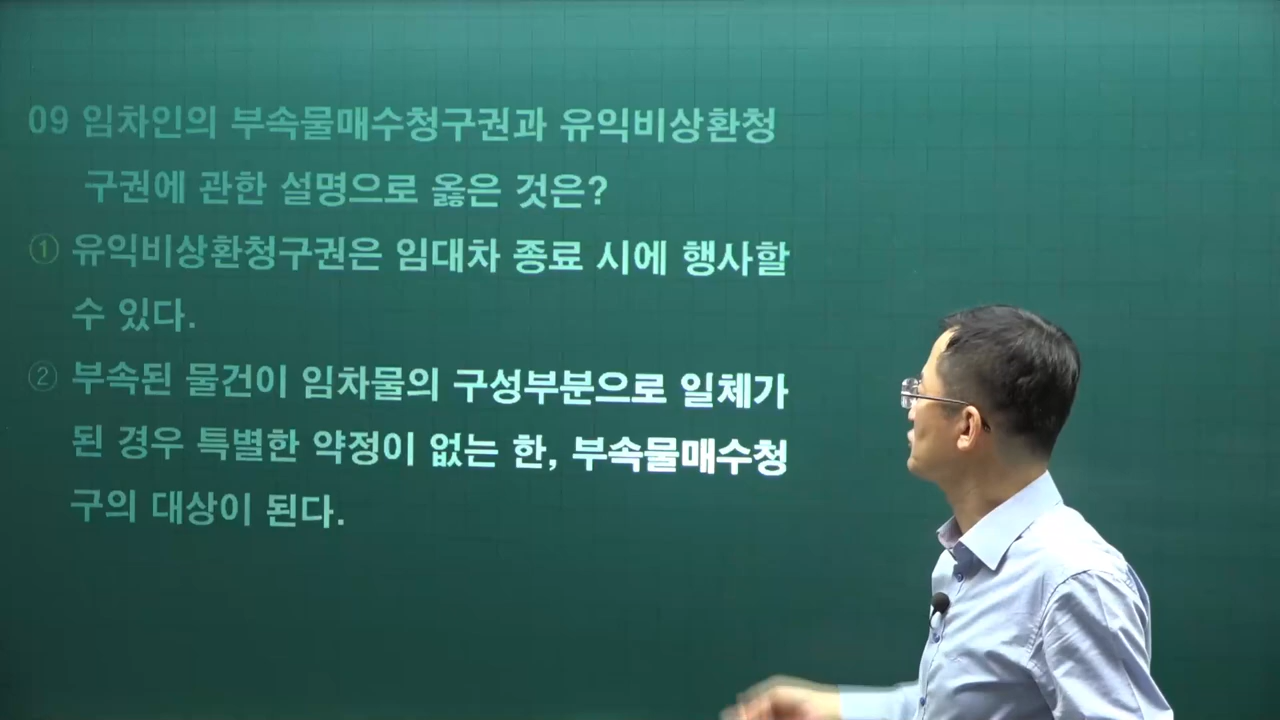 09 임차인의 부속물매수청구권과 유익비상환청
구권에 관한 설명으로 옳은 것은?
① 유익비상환청구권은 임대차 종료 시에 행사할
수 있다.
② 부속된 물건이 임차물의 구성부분으로 일체가
된 경우 특별한 약정이 없는 한, 부속물매수청
구의 대상이 된다.